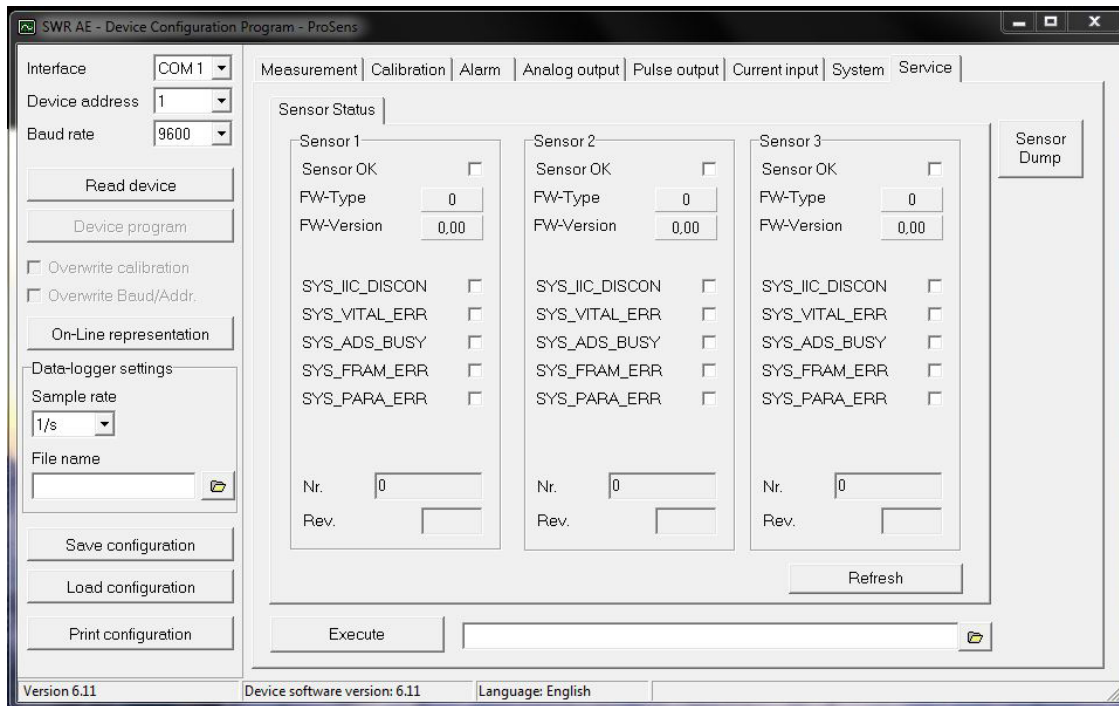 SWR AE - Device Configuration Program - ProSens
Interface COM 1
Device address 1
Baud rate 9600
Read device
Device program
Overwrite calibration
Overwrite Baud/Addr.
On-Line representation
Data-logger settings
Sample rate
1/s
File name
Save configuration
Load configuration
Print configuration
Measurement Calibration Alarm Analog output Pulse output Current input System Service
Sensor Status
Sensor 1
Sensor OK
FW-Type 0
FW-Version 0,00
SYS_IIC_DISCON
SYS_VITAL_ERR
SYS_ADS_BUSY
SYS_FRAM_ERR
SYS_PARA_ERR
Nr. 0
Rev.
Sensor 2
Sensor OK
FW-Type 0
FW-Version 0,00
SYS_IIC_DISCON
SYS_VITAL_ERR
SYS_ADS_BUSY
SYS_FRAM_ERR
SYS_PARA_ERR
Nr. 0
Rev.
Sensor 3
Sensor OK
FW-Type 0
FW-Version 0,00
SYS_IIC_DISCON
SYS_VITAL_ERR
SYS_ADS_BUSY
SYS_FRAM_ERR
SYS_PARA_ERR
Nr. 0
Rev.
Refresh
Execute
Sensor
Dump
Version 6.11 Device software version: 6.11 Language: English